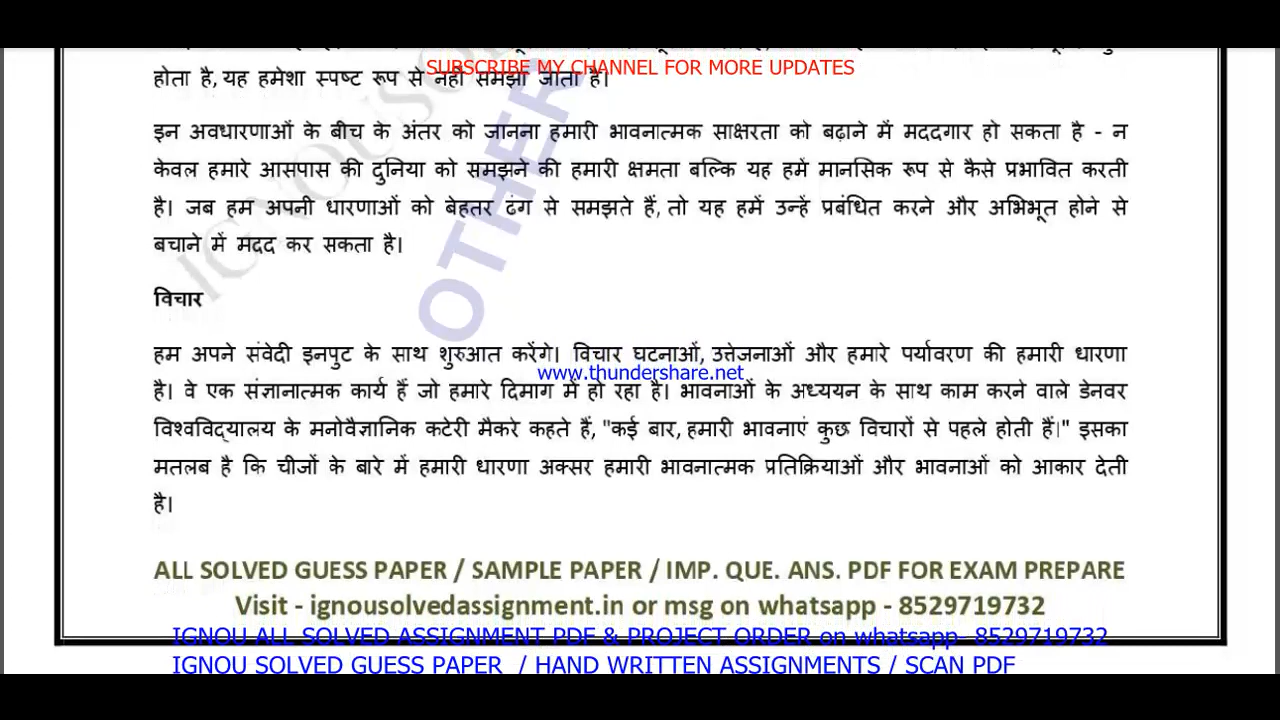 SUBSCRIBE MY CHANNEL FOR MORE UPDATES
होता है, यह हमेशा स्पष्ट रूप से नहीं समझा जाता है।
इन अवधारणाओं के बीच के अंतर को जानना हमारी भावनात्मक साक्षरता को बढ़ाने में मददगार हो सकता है - न
केवल हमारे आसपास की दुनिया को समझने की हमारी क्षमता बल्कि यह हमें मानसिक रूप से कैसे प्रभावित करती
है। जब हम अपनी धारणाओं को बेहतर ढंग से समझते हैं, तो यह हमें उन्हें प्रबंधित करने और अभिभूत होने से
बचाने में मदद कर सकता है।
OTHER
विचार
हम अपने संवेदी इनपुट के साथ शुरुआत करेंगे। विचार घटनाओं, उत्तेजनाओं और हमारे पर्यावरण की हमारी धारणा
www.thundershare.net
है। वे एक संज्ञानात्मक कार्य हैं जो हमारे दिमाग में हो रहा है। भावनाओं के अध्ययन के साथ काम करने वाले डेनवर
विश्वविद्यालय के मनोवैज्ञानिक कटेरी मैकरे कहते हैं, "कई बार, हमारी भावनाएं कुछ विचारों से पहले होती हैं।" इसका
मतलब है कि चीजों के बारे में हमारी धारणा अक्सर हमारी भावनात्मक प्रतिक्रियाओं और भावनाओं को आकार देती
है।
ALL SOLVED GUESS PAPER / SAMPLE PAPER / IMP. QUE. ANS. PDF FOR EXAM PREPARE
Visit - ignousolvedassignment.in or msg on whatsapp - 8529719732
IGNOU ALL SOLVED ASSIGNMENT PDF & PROJECT ORDER on whatsapp- 8529719732
IGNOU SOLVED GUESS PAPER / HAND WRITTEN ASSIGNMENTS / SCAN PDF